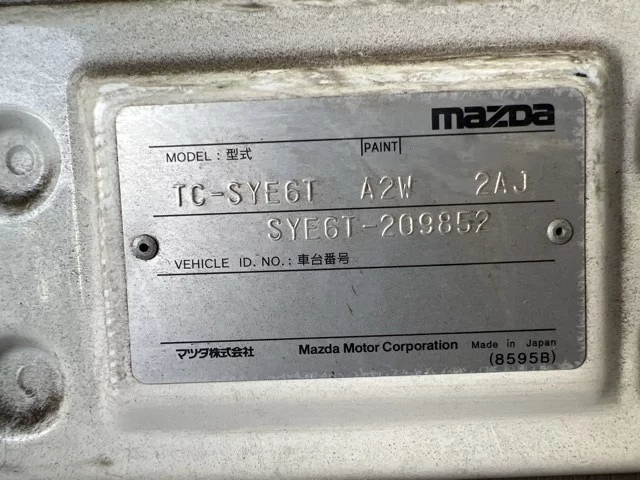 mazda
MODEL : 型式 |PAINT|
TC-SYE6T A2W 2AJ
SYE6T-209852
VEHICLE ID. NO. : 車台番号
マツダ株式会社 Mazda Motor Corporation Made in Japan
(8595B)